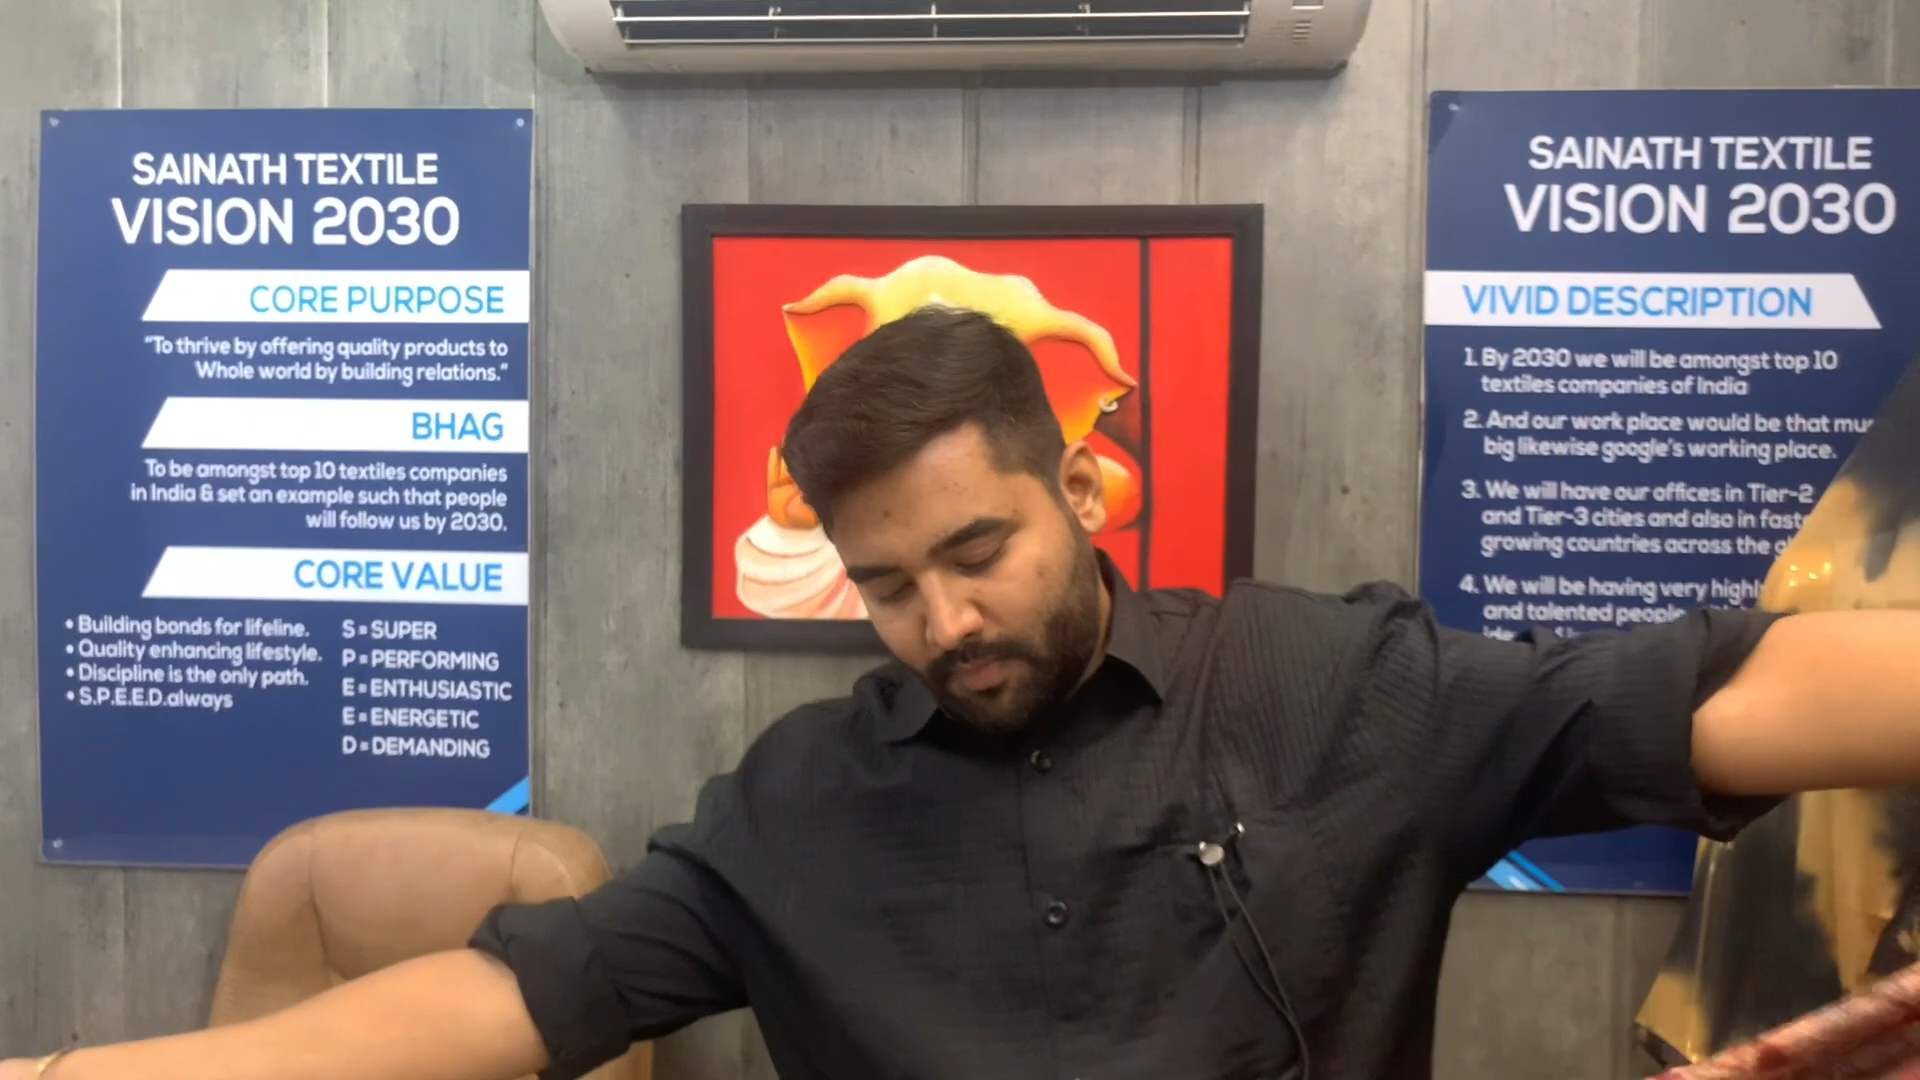 SAINATH TEXTILE
VISION 2030
CORE PURPOSE
"To thrive by offering quality products to
Whole world by building relations."
BHAG
To be amongst top 10 textiles companies
in India & set an example such that people
will follow us by 2030.
CORE VALUE
• Building bonds for lifeline.
• Quality enhancing lifestyle.
• Discipline is the only path.
• S.P.E.E.D.always
S = SUPER
P = PERFORMING
E = ENTHUSIASTIC
E = ENERGETIC
D = DEMANDING
SAINATH TEXTILE
VISION 2030
VIVID DESCRIPTION
1. By 2030 we will be amongst top 10
textiles companies of India
2. And our work place would be that
big likewise google's working place.
3. We will have our offices in Tier-2
and Tier-3 cities and also in
growing countries across the
4. We will be having very
and talented people